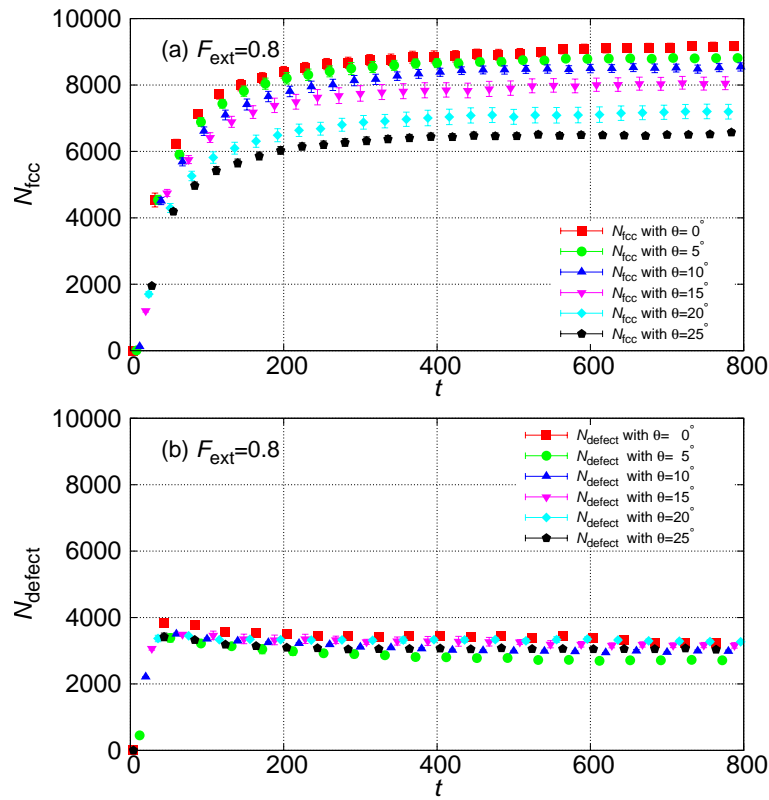 10000
8000
6000
4000
2000
0
N_fcc
(a) F_ext=0.8
N_fcc with θ= 0°
N_fcc with θ= 5°
N_fcc with θ=10°
N_fcc with θ=15°
N_fcc with θ=20°
N_fcc with θ=25°
0 200 400 600 800
t
10000
8000
6000
4000
2000
0
N_defect
(b) F_ext=0.8
N_defect with θ= 0°
N_defect with θ= 5°
N_defect with θ=10°
N_defect with θ=15°
N_defect with θ=20°
N_defect with θ=25°
0 200 400 600 800
t